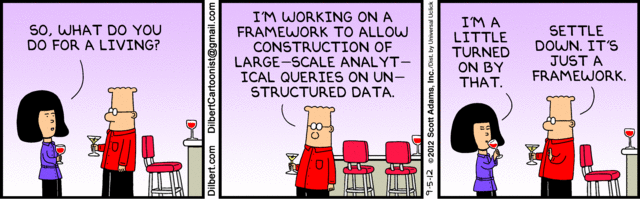 SO, WHAT DO YOU
DO FOR A LIVING?
Dilbert.com DilbertCartoonist@gmail.com
I'M WORKING ON A
FRAMEWORK TO ALLOW
CONSTRUCTION OF
LARGE-SCALE ANALYT-
ICAL QUERIES ON UN-
STRUCTURED DATA.
9-5-12 ©2012 Scott Adams, Inc. /Dist. by Universal Uclick
I'M A
LITTLE
TURNED
ON BY
THAT.
SETTLE
DOWN. IT'S
JUST A
FRAMEWORK.